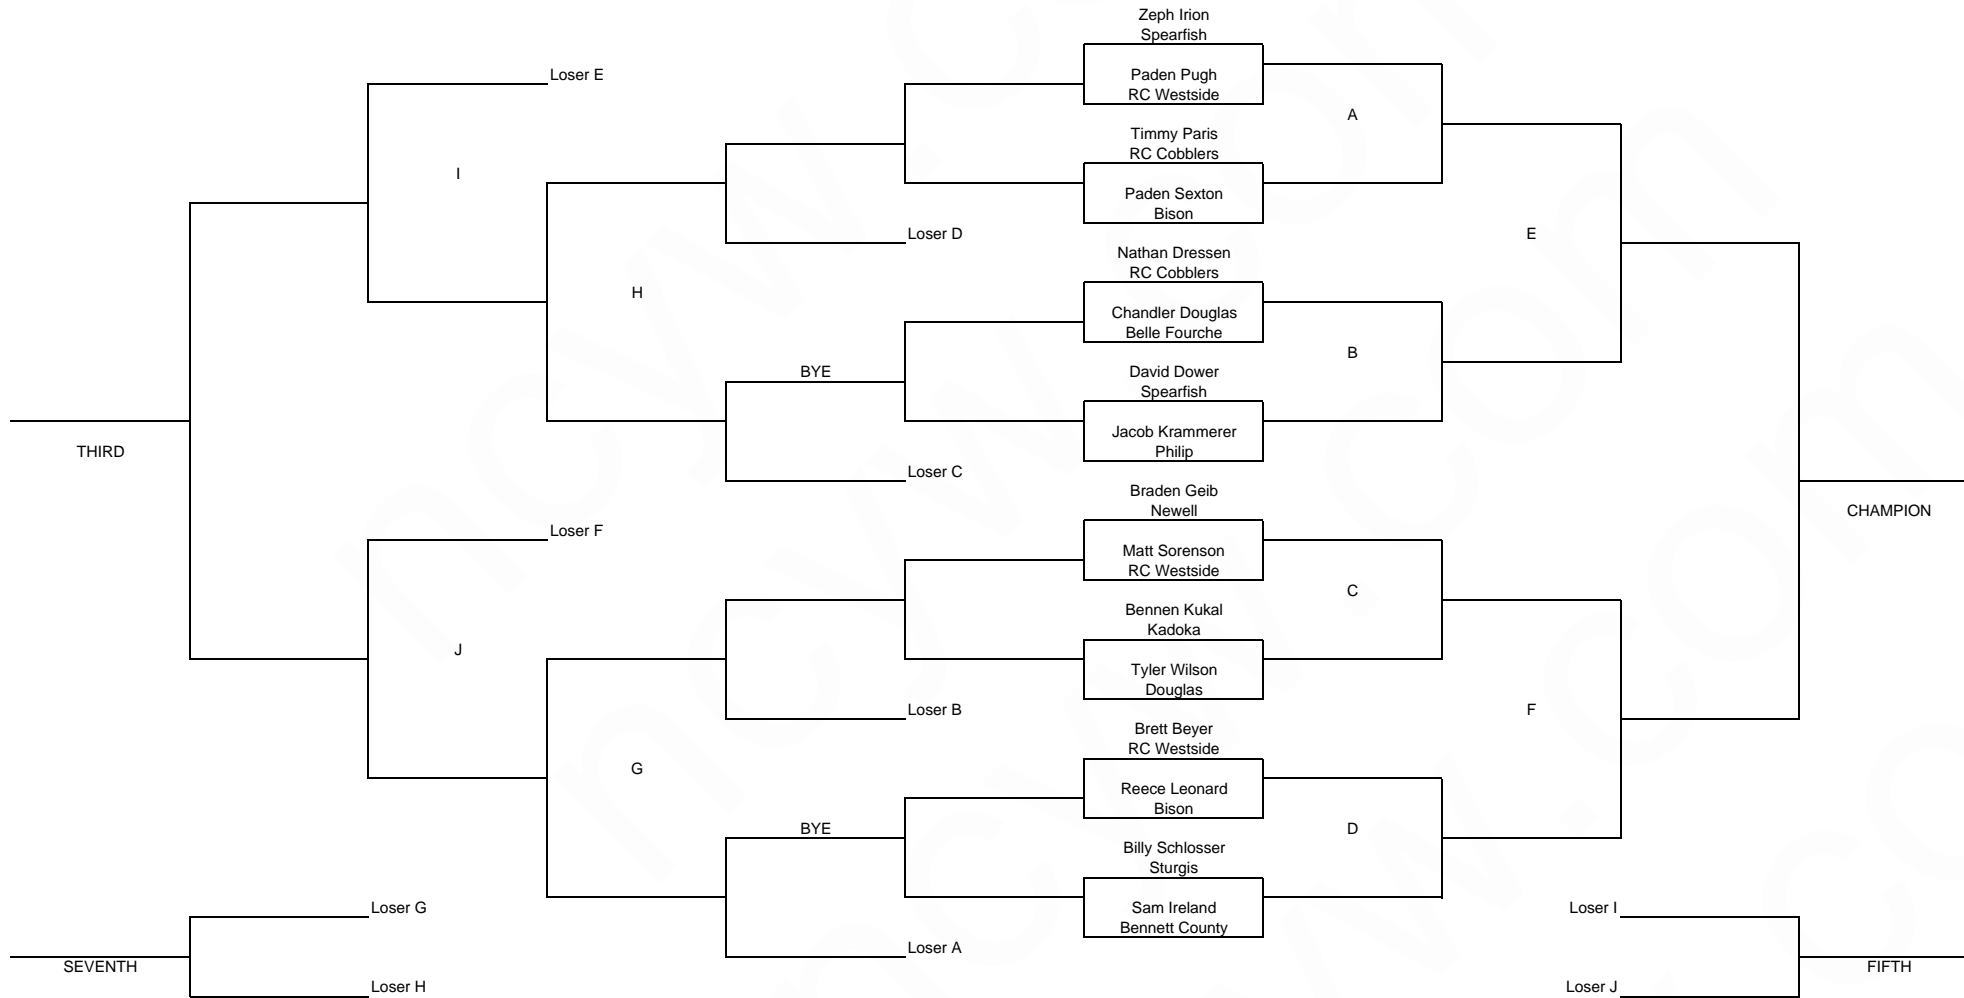 Zeph Irion
Spearfish
Loser E
Paden Pugh
RC Westside
A
Timmy Paris
RC Cobblers
I
Paden Sexton
Bison
Loser D
E
Nathan Dressen
RC Cobblers
H
Chandler Douglas
Belle Fourche
B
BYE
David Dower
Spearfish
THIRD
Jacob Krammerer
Philip
Loser C
Braden Geib
Newell
CHAMPION
Loser F
Matt Sorenson
RC Westside
C
Bennen Kukal
Kadoka
J
Tyler Wilson
Douglas
Loser B
F
Brett Beyer
RC Westside
G
Reece Leonard
Bison
BYE
D
Billy Schlosser
Sturgis
Loser G
Sam Ireland
Bennett County
Loser I
Loser A
SEVENTH
FIFTH
Loser H
Loser J